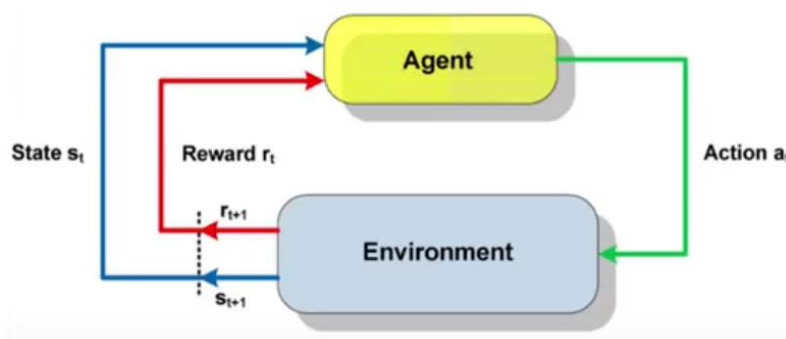 Agent
State sₜ
Reward rₜ
Action a
rₜ₊₁
Environment
sₜ₊₁